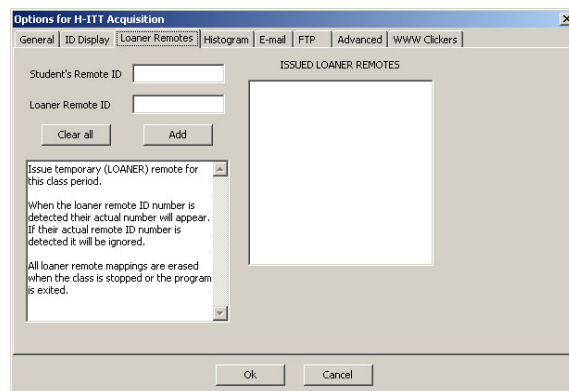 Options for H-ITT Acquisition
General ID Display Loaner Remotes Histogram E-mail FTP Advanced WWW Clickers
Student's Remote ID
Loaner Remote ID
Clear all Add
Issue temporary (LOANER) remote for
this class period.
When the loaner remote ID number is
detected their actual number will appear.
If their actual remote ID number is
detected it will be ignored.
All loaner remote mappings are erased
when the class is stopped or the program
is exited.
ISSUED LOANER REMOTES
Ok Cancel